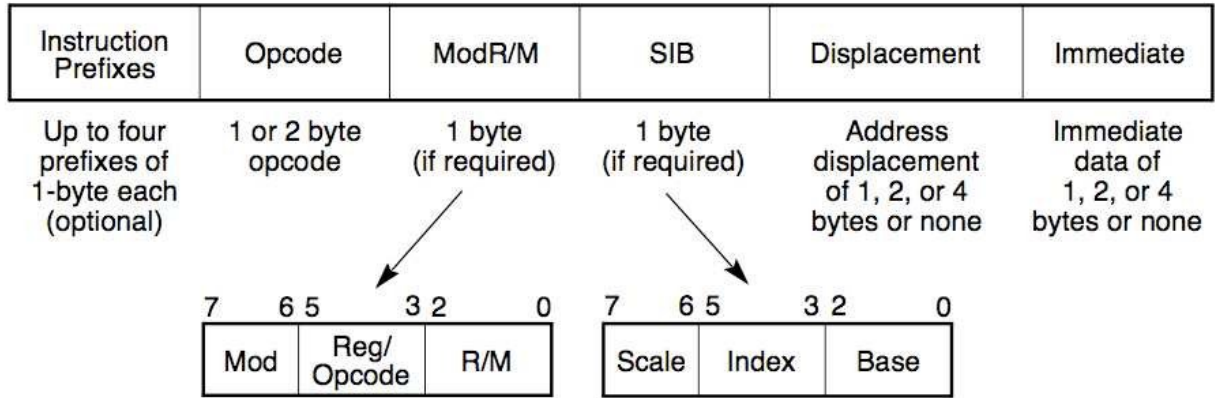 Instruction
Prefixes
Opcode
ModR/M
SIB
Displacement
Immediate
Up to four
prefixes of
1-byte each
(optional)
1 or 2 byte
opcode
1 byte
(if required)
1 byte
(if required)
Address
displacement
of 1, 2, or 4
bytes or none
Immediate
data of
1, 2, or 4
bytes or none
7 6 5 3 2 0
Mod
Reg/
Opcode
R/M
7 6 5 3 2 0
Scale
Index
Base